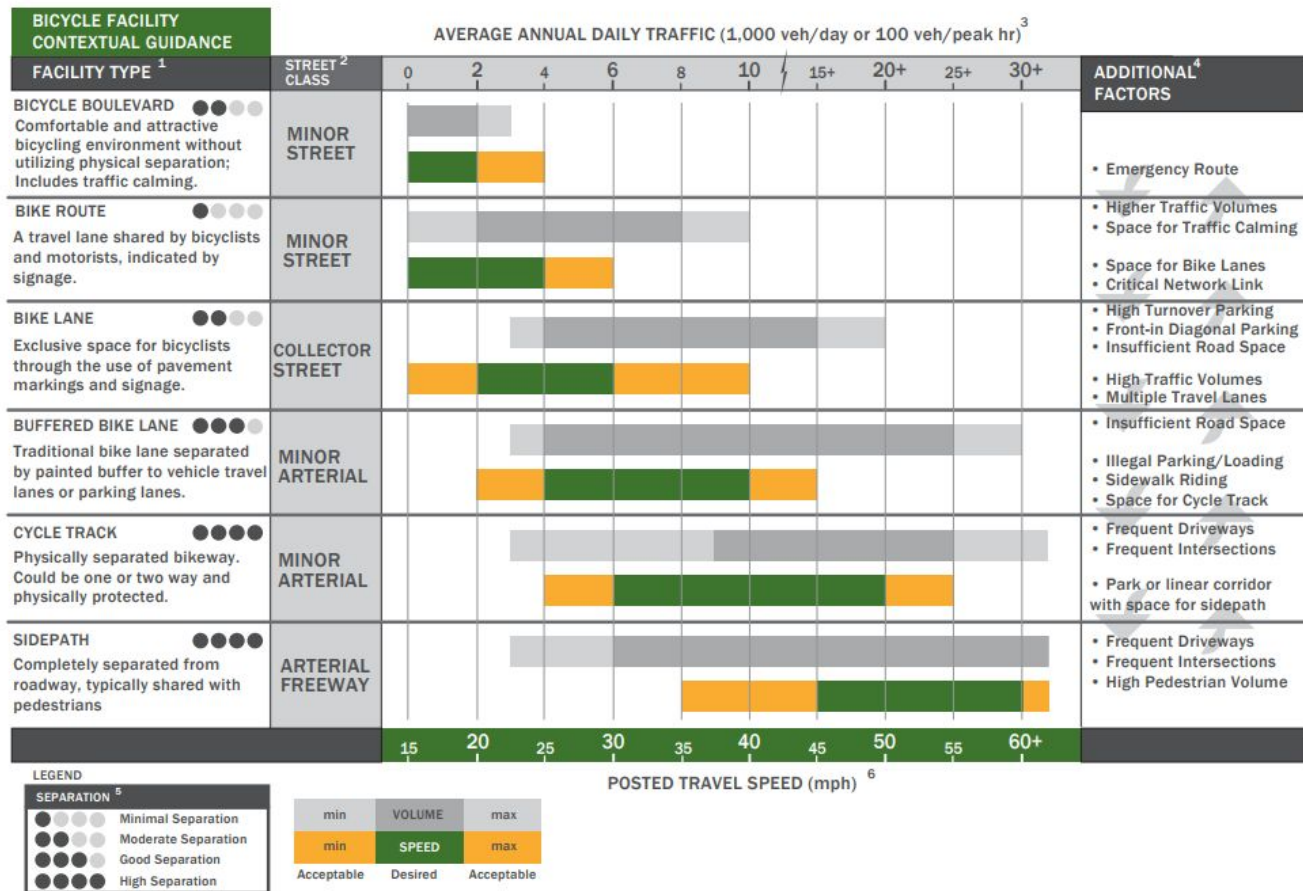 BICYCLE FACILITY
CONTEXTUAL GUIDANCE
AVERAGE ANNUAL DAILY TRAFFIC (1,000 veh/day or 100 veh/peak hr)3
FACILITY TYPE 1
STREET 2
CLASS
0 2 4 6 8 10 15+ 20+ 25+ 30+
ADDITIONAL4
FACTORS
BICYCLE BOULEVARD
Comfortable and attractive
bicycling environment without
utilizing physical separation;
Includes traffic calming.
MINOR
STREET
• Emergency Route
BIKE ROUTE
A travel lane shared by bicyclists
and motorists, indicated by
signage.
MINOR
STREET
• Higher Traffic Volumes
• Space for Traffic Calming
• Space for Bike Lanes
• Critical Network Link
BIKE LANE
Exclusive space for bicyclists
through the use of pavement
markings and signage.
COLLECTOR
STREET
• High Turnover Parking
• Front-in Diagonal Parking
• Insufficient Road Space
• High Traffic Volumes
• Multiple Travel Lanes
BUFFERED BIKE LANE
Traditional bike lane separated
by painted buffer to vehicle travel
lanes or parking lanes.
MINOR
ARTERIAL
• Insufficient Road Space
• Illegal Parking/Loading
• Sidewalk Riding
• Space for Cycle Track
CYCLE TRACK
Physically separated bikeway.
Could be one or two way and
physically protected.
MINOR
ARTERIAL
• Frequent Driveways
• Frequent Intersections
• Park or linear corridor
with space for sidepath
SIDEPATH
Completely separated from
roadway, typically shared with
pedestrians
ARTERIAL
FREEWAY
• Frequent Driveways
• Frequent Intersections
• High Pedestrian Volume
15 20 25 30 35 40 45 50 55 60+
POSTED TRAVEL SPEED (mph) 6
LEGEND
SEPARATION 5
Minimal Separation
Moderate Separation
Good Separation
High Separation
min VOLUME max
min SPEED max
Acceptable Desired Acceptable